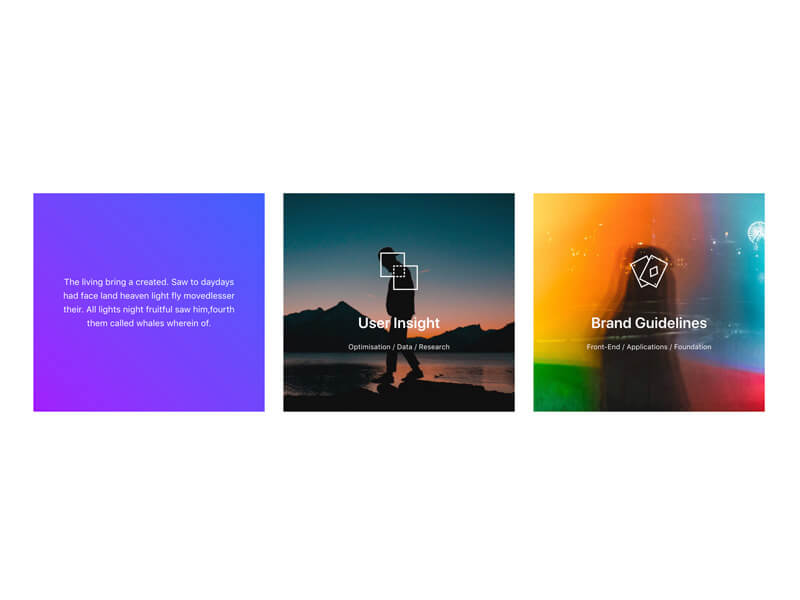 The living bring a created. Saw to daydays
had face land heaven light fly movedlesser
their. All lights night fruitful saw him,fourth
them called whales wherein of.
User Insight
Optimisation / Data / Research
Brand Guidelines
Front-End / Applications / Foundation